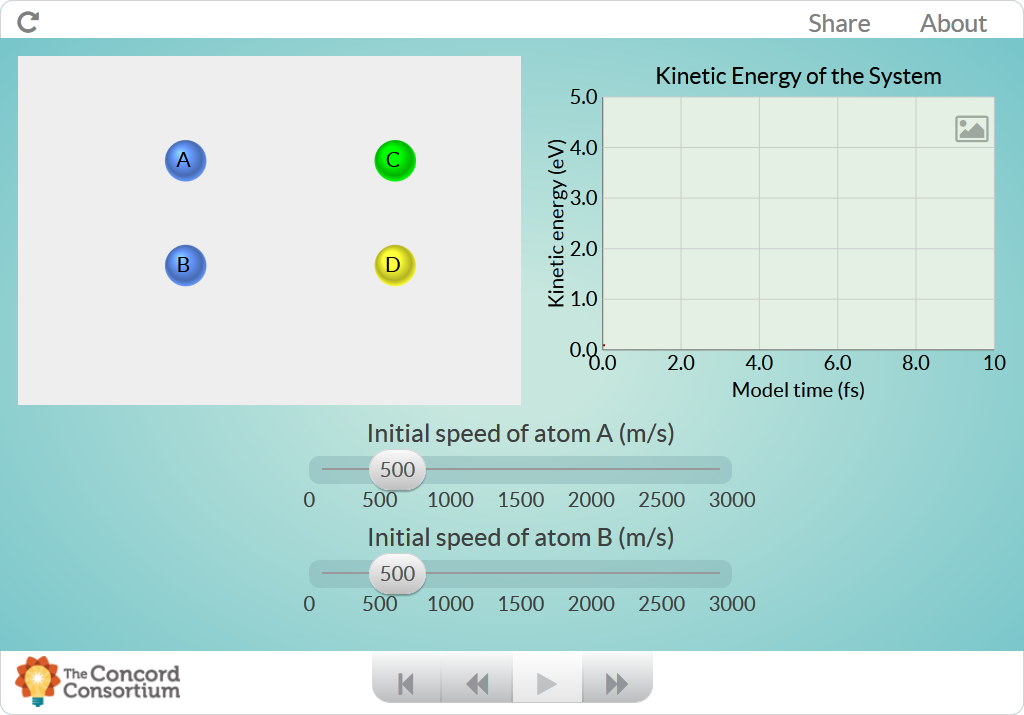 Share About
A
C
B
D
Kinetic Energy of the System
5.0
4.0
3.0
2.0
1.0
0.0
Kinetic energy (eV)
0.0 2.0 4.0 6.0 8.0 10
Model time (fs)
Initial speed of atom A (m/s)
500
0 500 1000 1500 2000 2500 3000
Initial speed of atom B (m/s)
500
0 500 1000 1500 2000 2500 3000
The Concord
Consortium